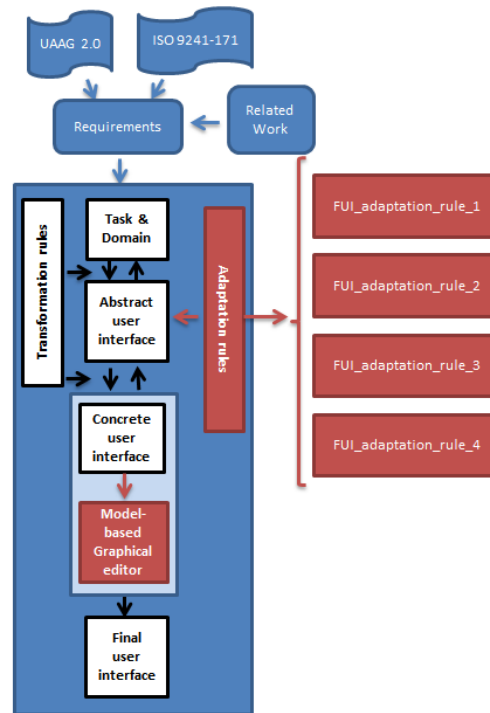 UAAG 2.0
ISO 9241-171
Requirements
Related
Work
Transformation rules
Task &
Domain
Abstract
user
interface
Adaptation rules
Concrete
user
interface
Model-
based
Graphical
editor
Final
user
interface
FUI_adaptation_rule_1
FUI_adaptation_rule_2
FUI_adaptation_rule_3
FUI_adaptation_rule_4